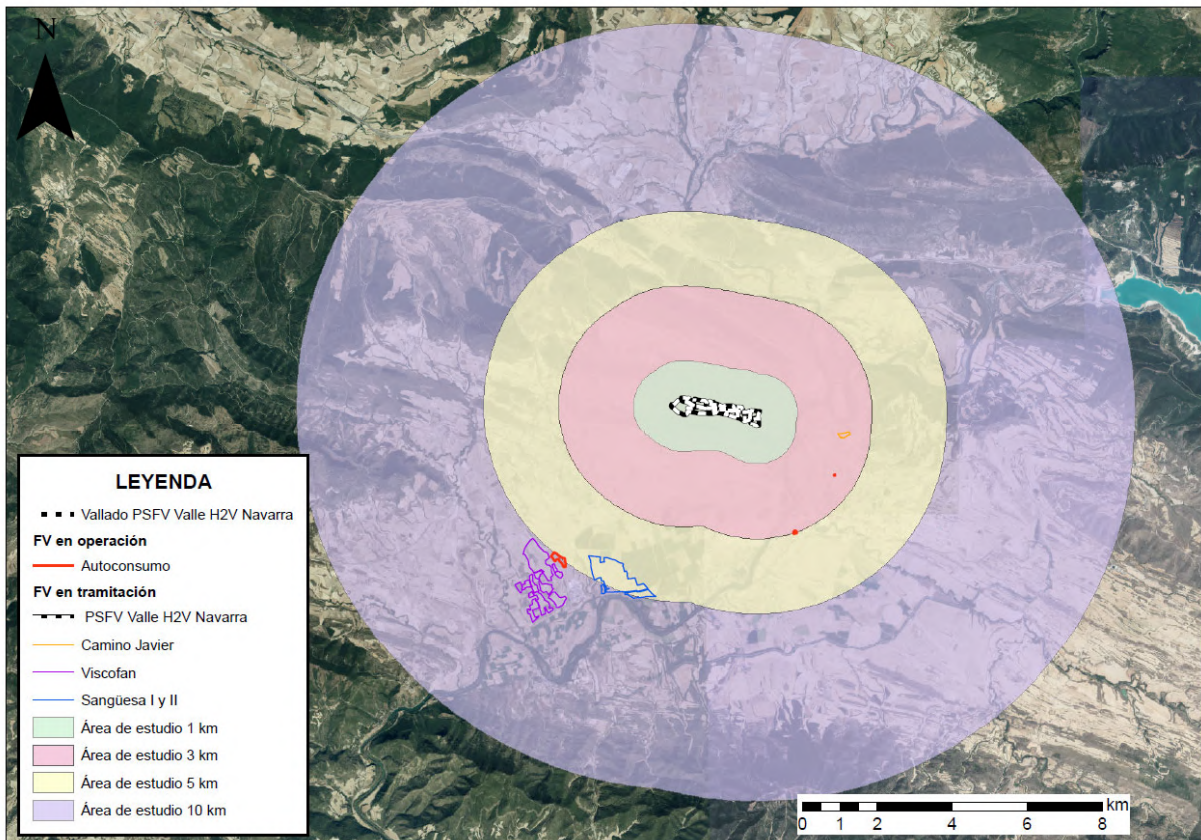 N
LEYENDA
Vallado PSFV Valle H2V Navarra
FV en operación
Autoconsumo
FV en tramitación
PSFV Valle H2V Navarra
Camino Javier
Viscofan
Sangüesa I y II
Área de estudio 1 km
Área de estudio 3 km
Área de estudio 5 km
Área de estudio 10 km
km
0 1 2 4 6 8